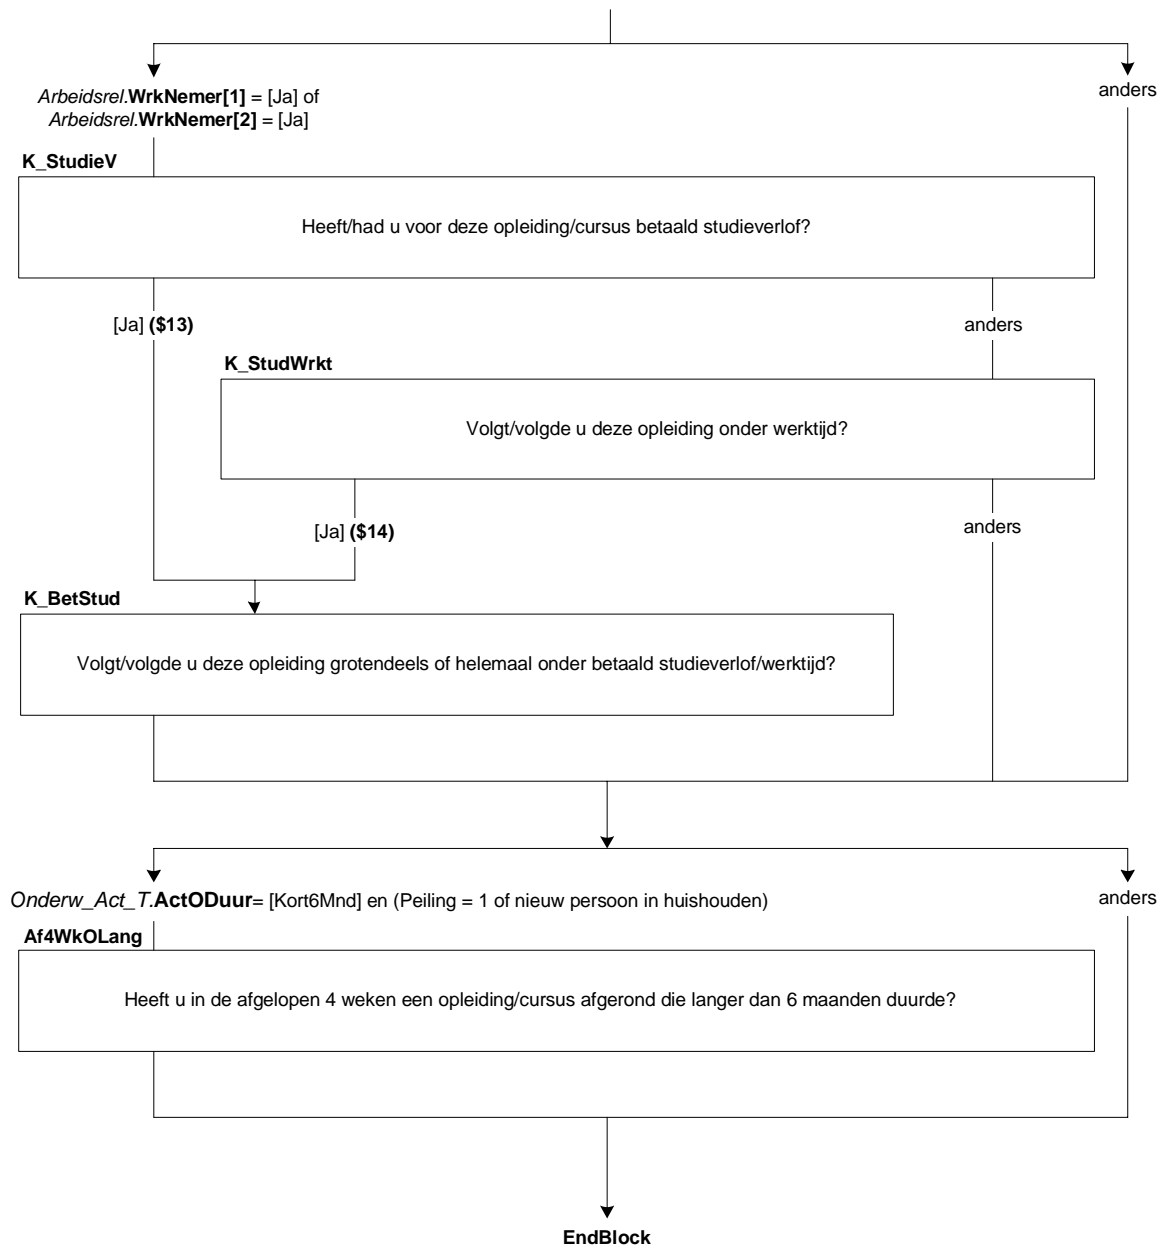 anders
Arbeidsrel.WrkNemer[1] = [Ja] of
Arbeidsrel.WrkNemer[2] = [Ja]
K_StudieV
Heeft/had u voor deze opleiding/cursus betaald studieverlof?
[Ja] ($13)
anders
K_StudWrkt
Volgt/volgde u deze opleiding onder werktijd?
[Ja] ($14)
anders
K_BetStud
Volgt/volgde u deze opleiding grotendeels of helemaal onder betaald studieverlof/werktijd?
Onderw_Act_T.ActODuur= [Kort6Mnd] en (Peiling = 1 of nieuw persoon in huishouden)
anders
Af4WkOLang
Heeft u in de afgelopen 4 weken een opleiding/cursus afgerond die langer dan 6 maanden duurde?
EndBlock